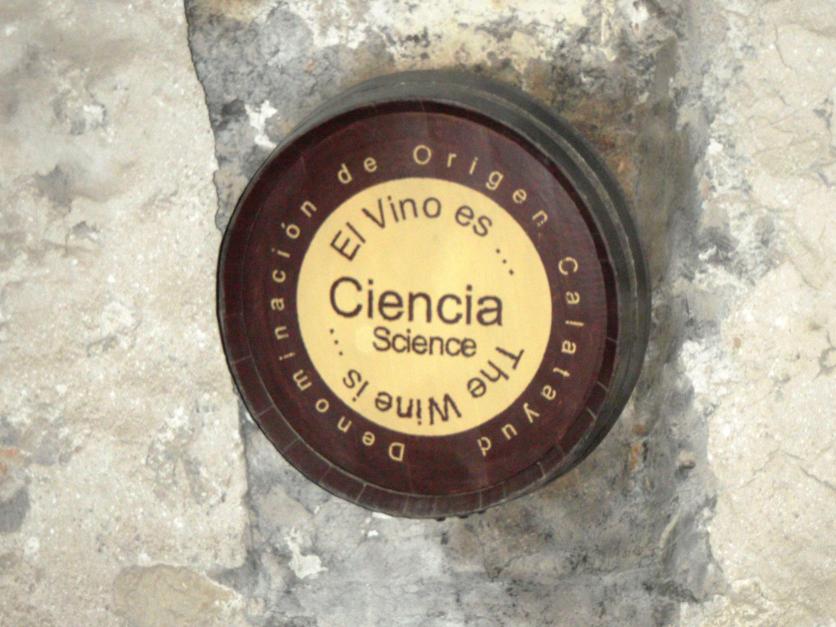 Denominación de Origen Calatayud
El Vino es ...
Ciencia
Science
The Wine is ...